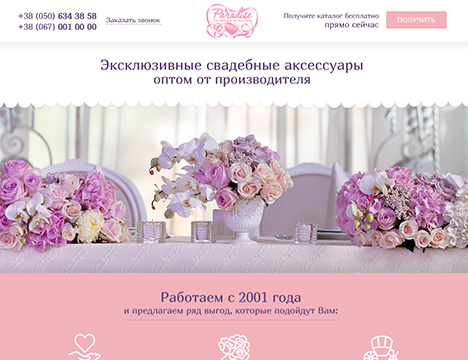 +38 (050) 634 38 58
+38 (067) 001 00 00
Заказать звонок
Paradise
Получите каталог бесплатно
прямо сейчас
ПОЛУЧИТЬ
Эксклюзивные свадебные аксессуары
оптом от производителя
Работаем с 2001 года
и предлагаем ряд выгод, которые подойдут Вам: